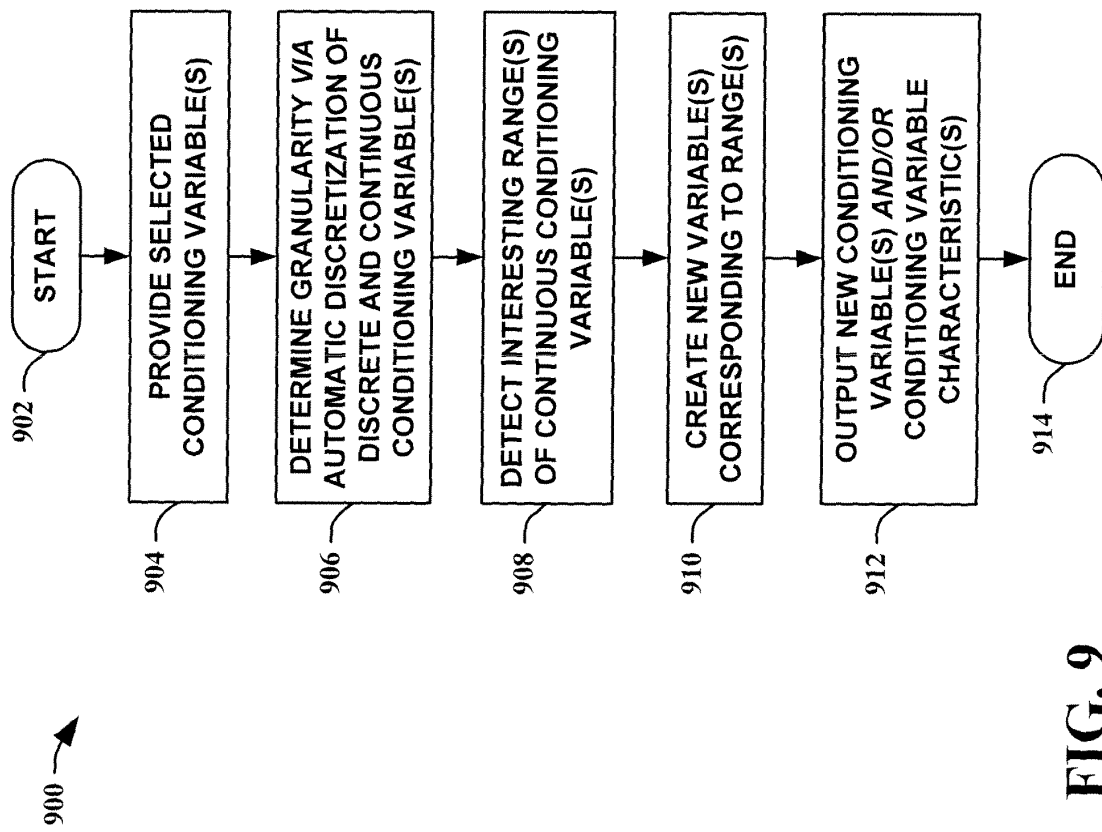 900
902
START
904
PROVIDE SELECTED
CONDITIONING VARIABLE(S)
906
DETERMINE GRANULARITY VIA
AUTOMATIC DISCRETIZATION OF
DISCRETE AND CONTINUOUS
CONDITIONING VARIABLE(S)
908
DETECT INTERESTING RANGE(S)
OF CONTINUOUS CONDITIONING
VARIABLE(S)
910
CREATE NEW VARIABLE(S)
CORRESPONDING TO RANGE(S)
912
OUTPUT NEW CONDITIONING
VARIABLE(S) AND/OR
CONDITIONING VARIABLE
CHARACTERISTIC(S)
914
END
FIG. 9